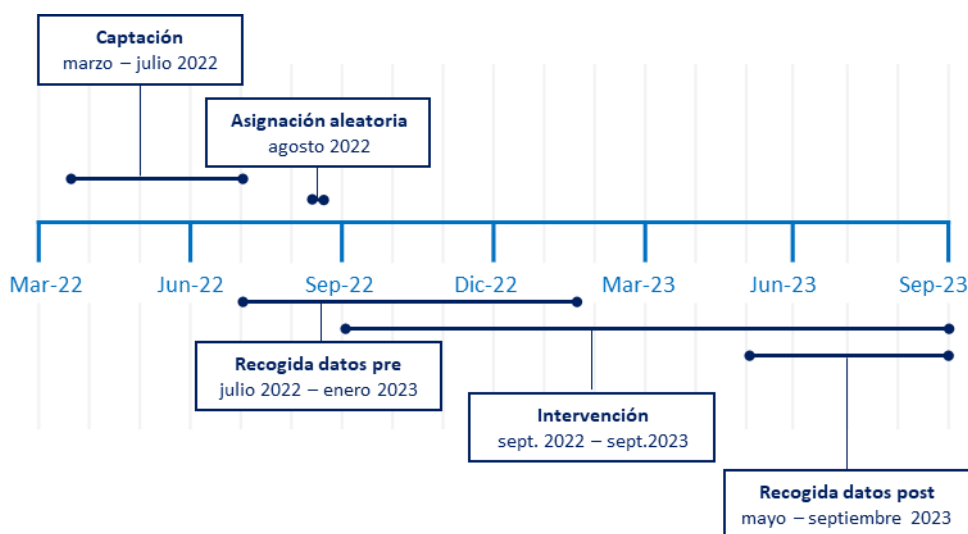 Captación
marzo – julio 2022
Asignación aleatoria
agosto 2022
Mar-22 Jun-22 Sep-22 Dic-22 Mar-23 Jun-23 Sep-23
Recogida datos pre
julio 2022 – enero 2023
Intervención
sept. 2022 – sept.2023
Recogida datos post
mayo – septiembre 2023